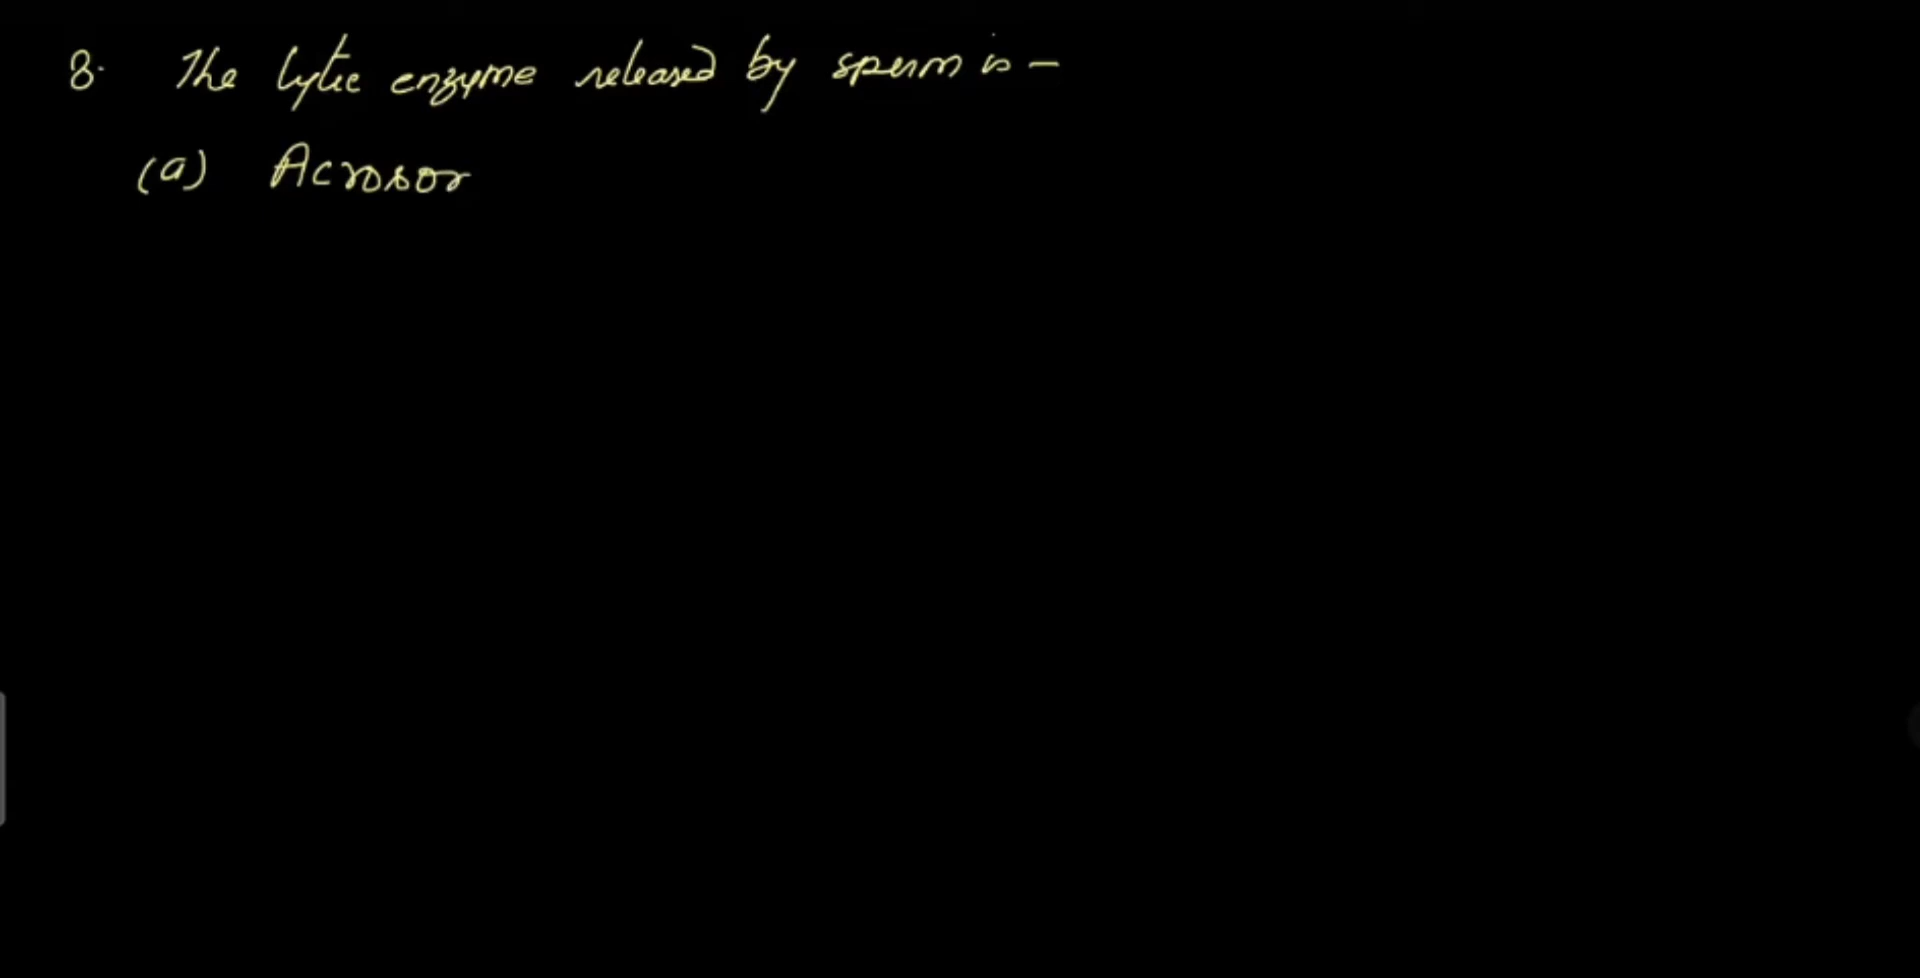 8. The lytic enzyme released by sperm is -
(a) Acrosor